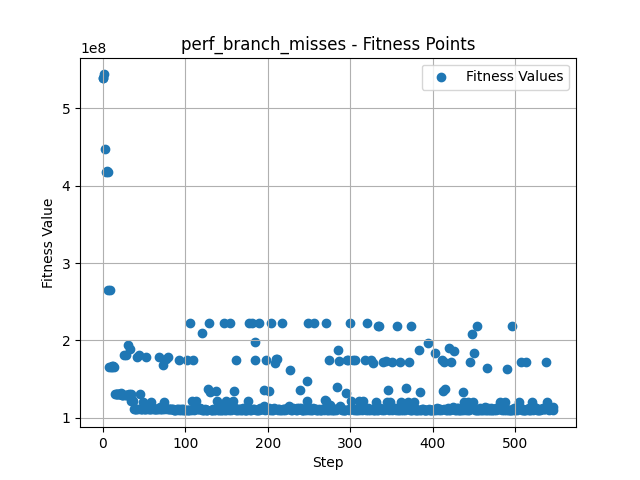 perf_branch_misses - Fitness Points
1e8
Fitness Values
5
4
3
2
1
Fitness Value
0
100
200
300
400
500
Step